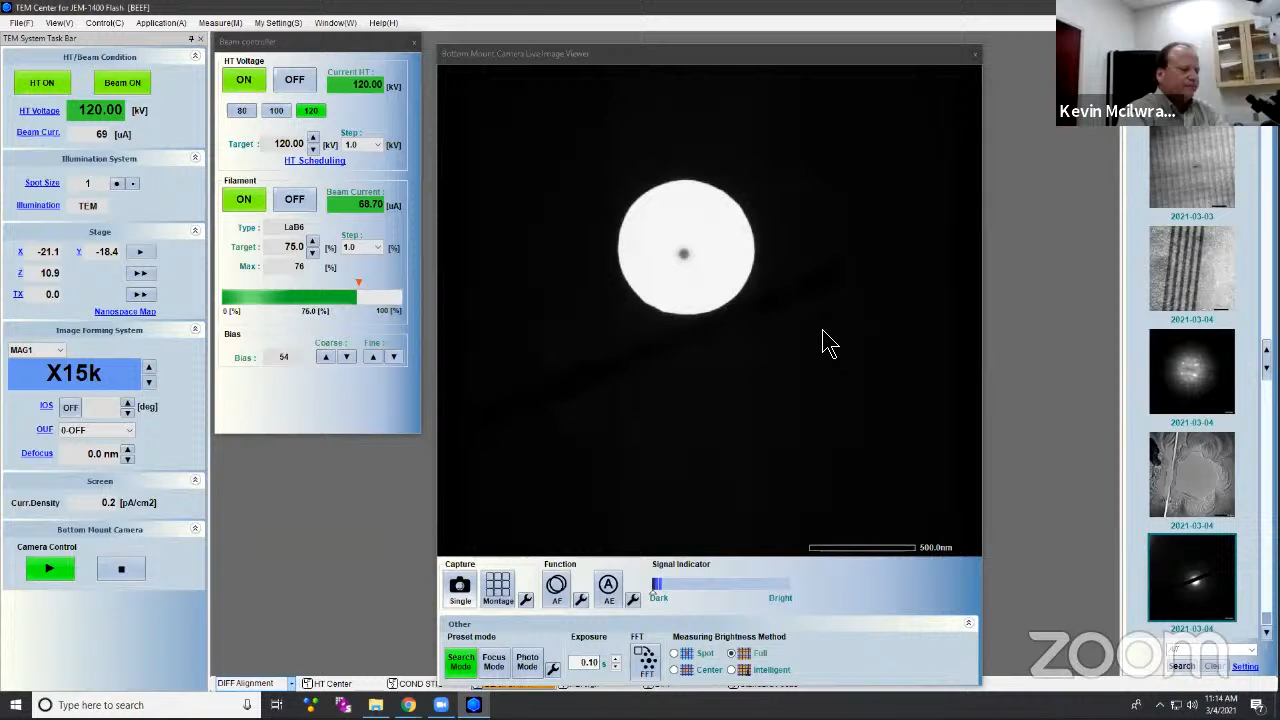 TEM Center for JEM-1400 Flash [BEEF]
File(F) View(V) Control(C) Acquisition(A) Measure(M) Setting(S) Window(W) Help(H)
TEM System Task Bar
HT/Beam Condition
HT ON Beam ON
HT Voltage 120.00 [kV]
Beam Curr. 69 [uA]
Illumination System
Spot Size 1
Illumination TEM
Stage
X -21.1 Y -18.4
Z 10.9
TX 0.0
Nanospace Map
Image Forming System
MAG1
X15k
IOS OFF [deg]
OUF 0-OFF
Defocus 0.0 nm
Screen
Curr.Density 0.2 [pA/cm2]
Bottom Mount Camera
Camera Control
Beam controller
HT Voltage
ON OFF Current HT: 120.00 [kV]
80 100 120
Step :
Target : 120.00 [kV] 1.0 [kV]
HT Scheduling
Filament
ON OFF Beam Current : 68.70 [uA]
Type : LaB6
Step :
Target : 75.0 [%] 1.0 [%]
Max : 76 [%]
0 [%] 75.0 [%] 100 [%]
Bias
Coarse : Fine :
Bias : 54
Bottom Mount Camera Live Image Viewer
500.0nm
Capture Function Signal Indicator
Single Montage AF A AE
Dark Bright
Other
Preset mode Exposure FFT Measuring Brightness Method
Search Mode Focus Mode Photo Mode 0.10 s FFT
Spot Full
Center Intelligent
Kevin Mcilwra...
2021-03-03
2021-03-04
2021-03-04
2021-03-04
2021-03-04
Search Clear Setting
zoom
DIFF Alignment HT Center
Type here to search
11:14 AM
3/4/2021